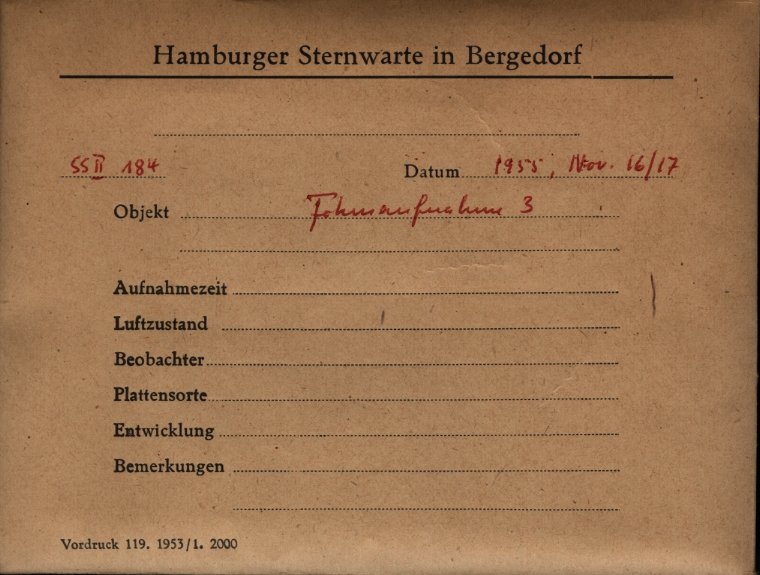 Hamburger Sternwarte in Bergedorf
SS II 184 Datum 1955, Nov. 16/17
Objekt 3
Aufnahmezeit
Luftzustand
Beobachter
Plattensorte
Entwicklung
Bemerkungen
Vordruck 119. 1953/1. 2000